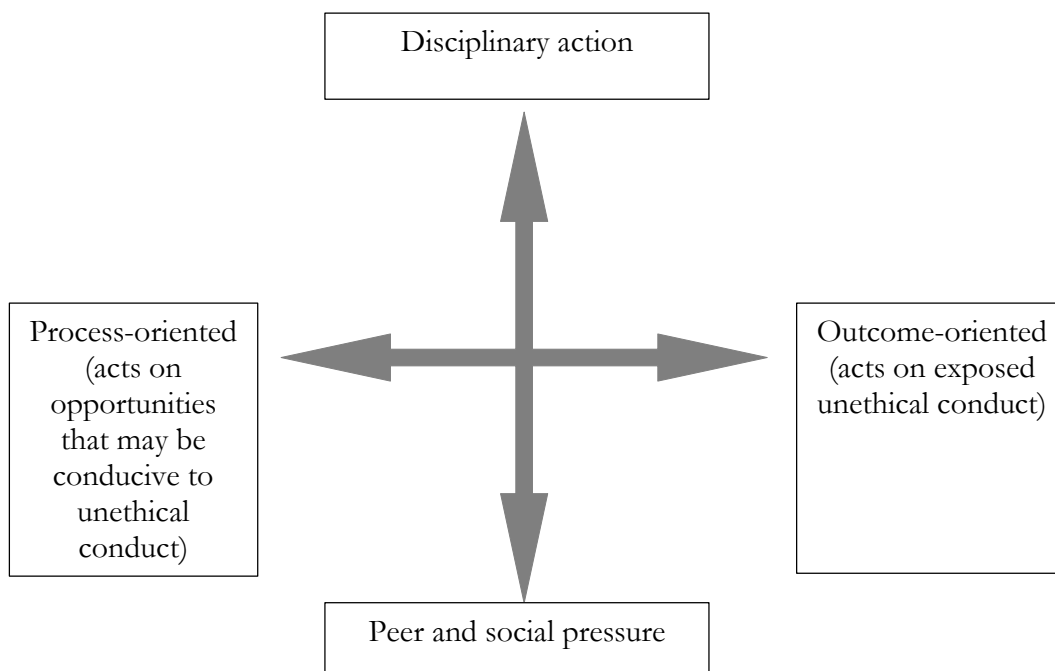 Disciplinary action
Process-oriented
(acts on
opportunities
that may be
conducive to
unethical
conduct)
Outcome-oriented
(acts on exposed
unethical conduct)
Peer and social pressure